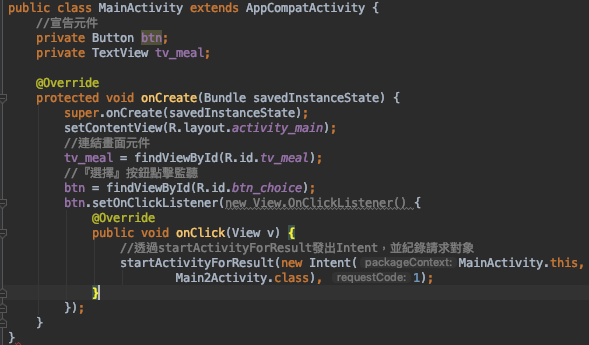 public class MainActivity extends AppCompatActivity {
//宣告元件
private Button btn;
private TextView tv_meal;
@Override
protected void onCreate(Bundle savedInstanceState) {
super.onCreate(savedInstanceState);
setContentView(R.layout.activity_main);
//連結畫面元件
tv_meal = findViewById(R.id.tv_meal);
//『選擇』按鈕點擊監聽
btn = findViewById(R.id.btn_choice);
btn.setOnClickListener(new View.OnClickListener() {
@Override
public void onClick(View v) {
//透過startActivityForResult發出Intent，並紀錄請求對象
startActivityForResult(new Intent( packageContext: MainActivity.this,
Main2Activity.class), requestCode: 1);
}
});
}
}